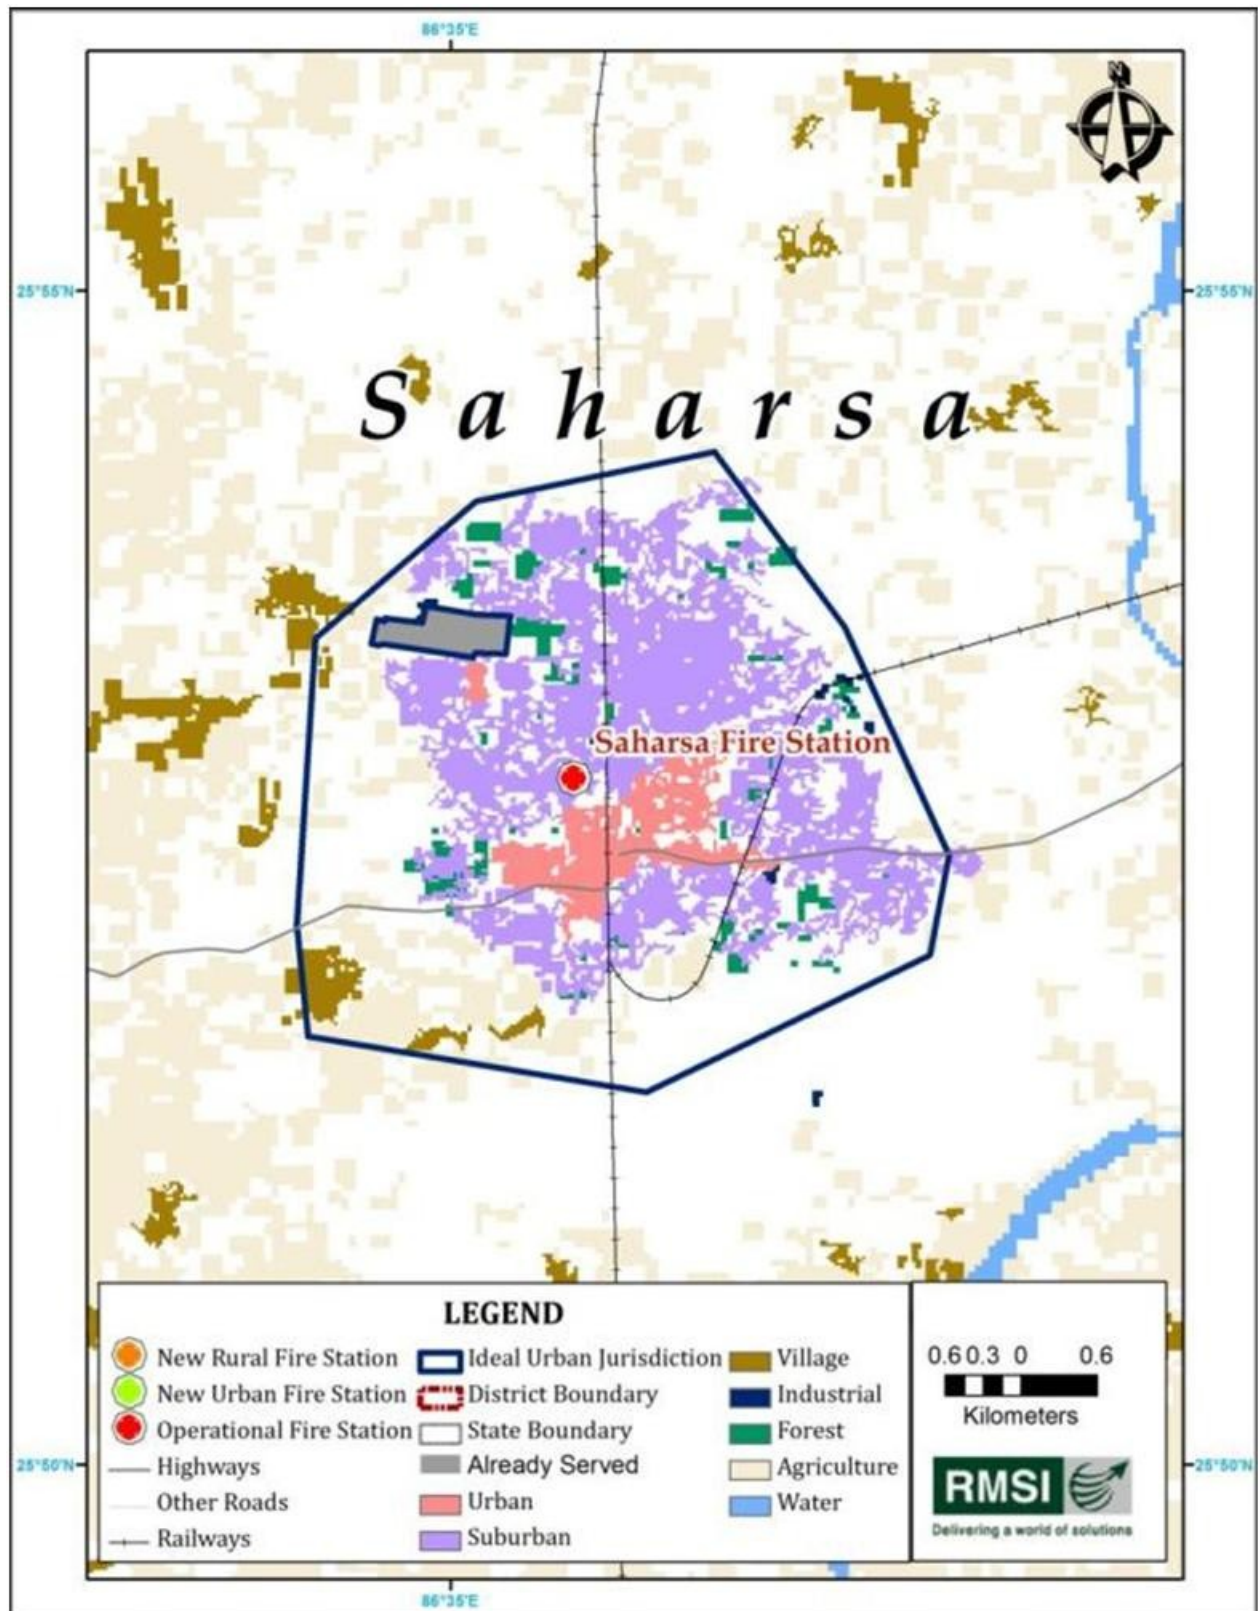 86°35'E
N
25°55'N
25°55'N
Saharsa
Saharsa Fire Station
LEGEND
New Rural Fire Station
New Urban Fire Station
Operational Fire Station
Highways
Other Roads
Railways
Ideal Urban Jurisdiction
District Boundary
State Boundary
Already Served
Urban
Suburban
Village
Industrial
Forest
Agriculture
Water
0.6 0.3 0 0.6
Kilometers
RMSI
Delivering a world of solutions
25°50'N
25°50'N
86°35'E